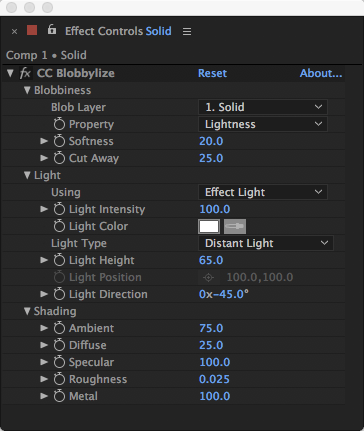 Effect Controls Solid
Comp 1 • Solid
fx CC Blobbylize Reset About...
Blobbiness
Blob Layer 1. Solid
Property Lightness
Softness 20.0
Cut Away 25.0
Light
Using Effect Light
Light Intensity 100.0
Light Color
Light Type Distant Light
Light Height 65.0
Light Position 100.0,100.0
Light Direction 0x-45.0°
Shading
Ambient 75.0
Diffuse 25.0
Specular 100.0
Roughness 0.025
Metal 100.0